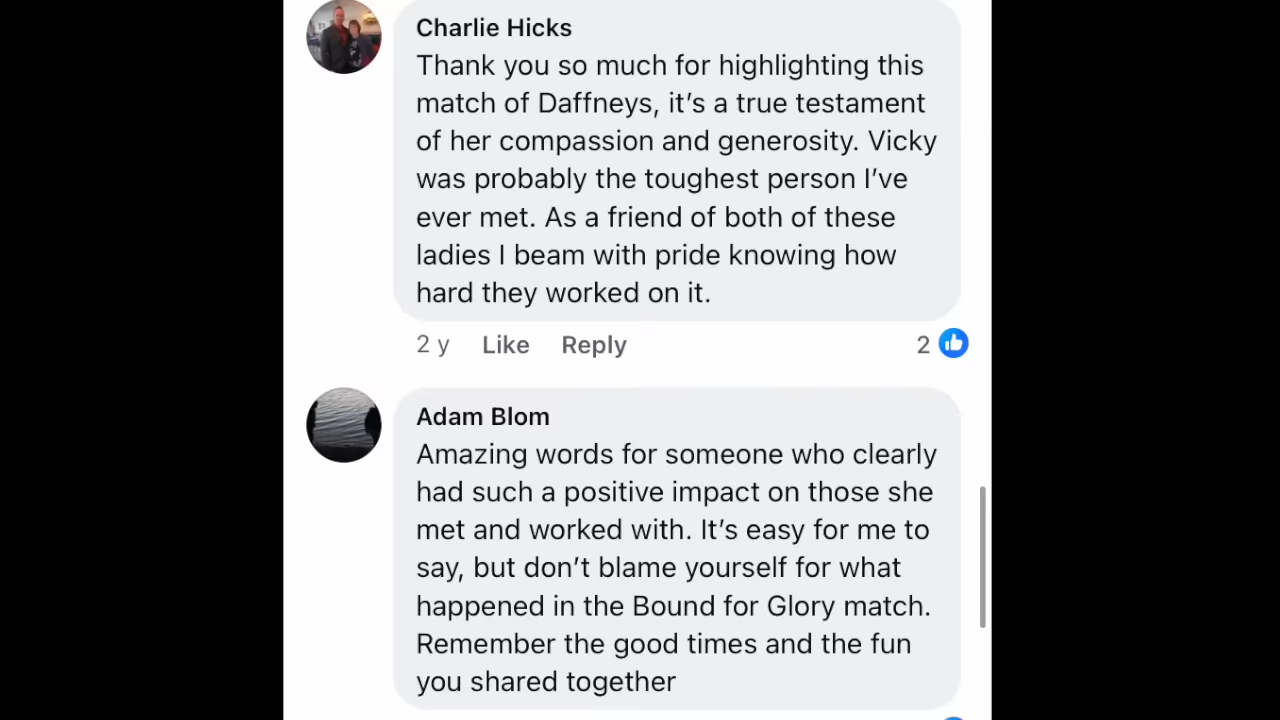 Charlie Hicks
Thank you so much for highlighting this
match of Daffneys, it’s a true testament
of her compassion and generosity. Vicky
was probably the toughest person I’ve
ever met. As a friend of both of these
ladies I beam with pride knowing how
hard they worked on it.
2 y Like Reply 2
Adam Blom
Amazing words for someone who clearly
had such a positive impact on those she
met and worked with. It’s easy for me to
say, but don’t blame yourself for what
happened in the Bound for Glory match.
Remember the good times and the fun
you shared together